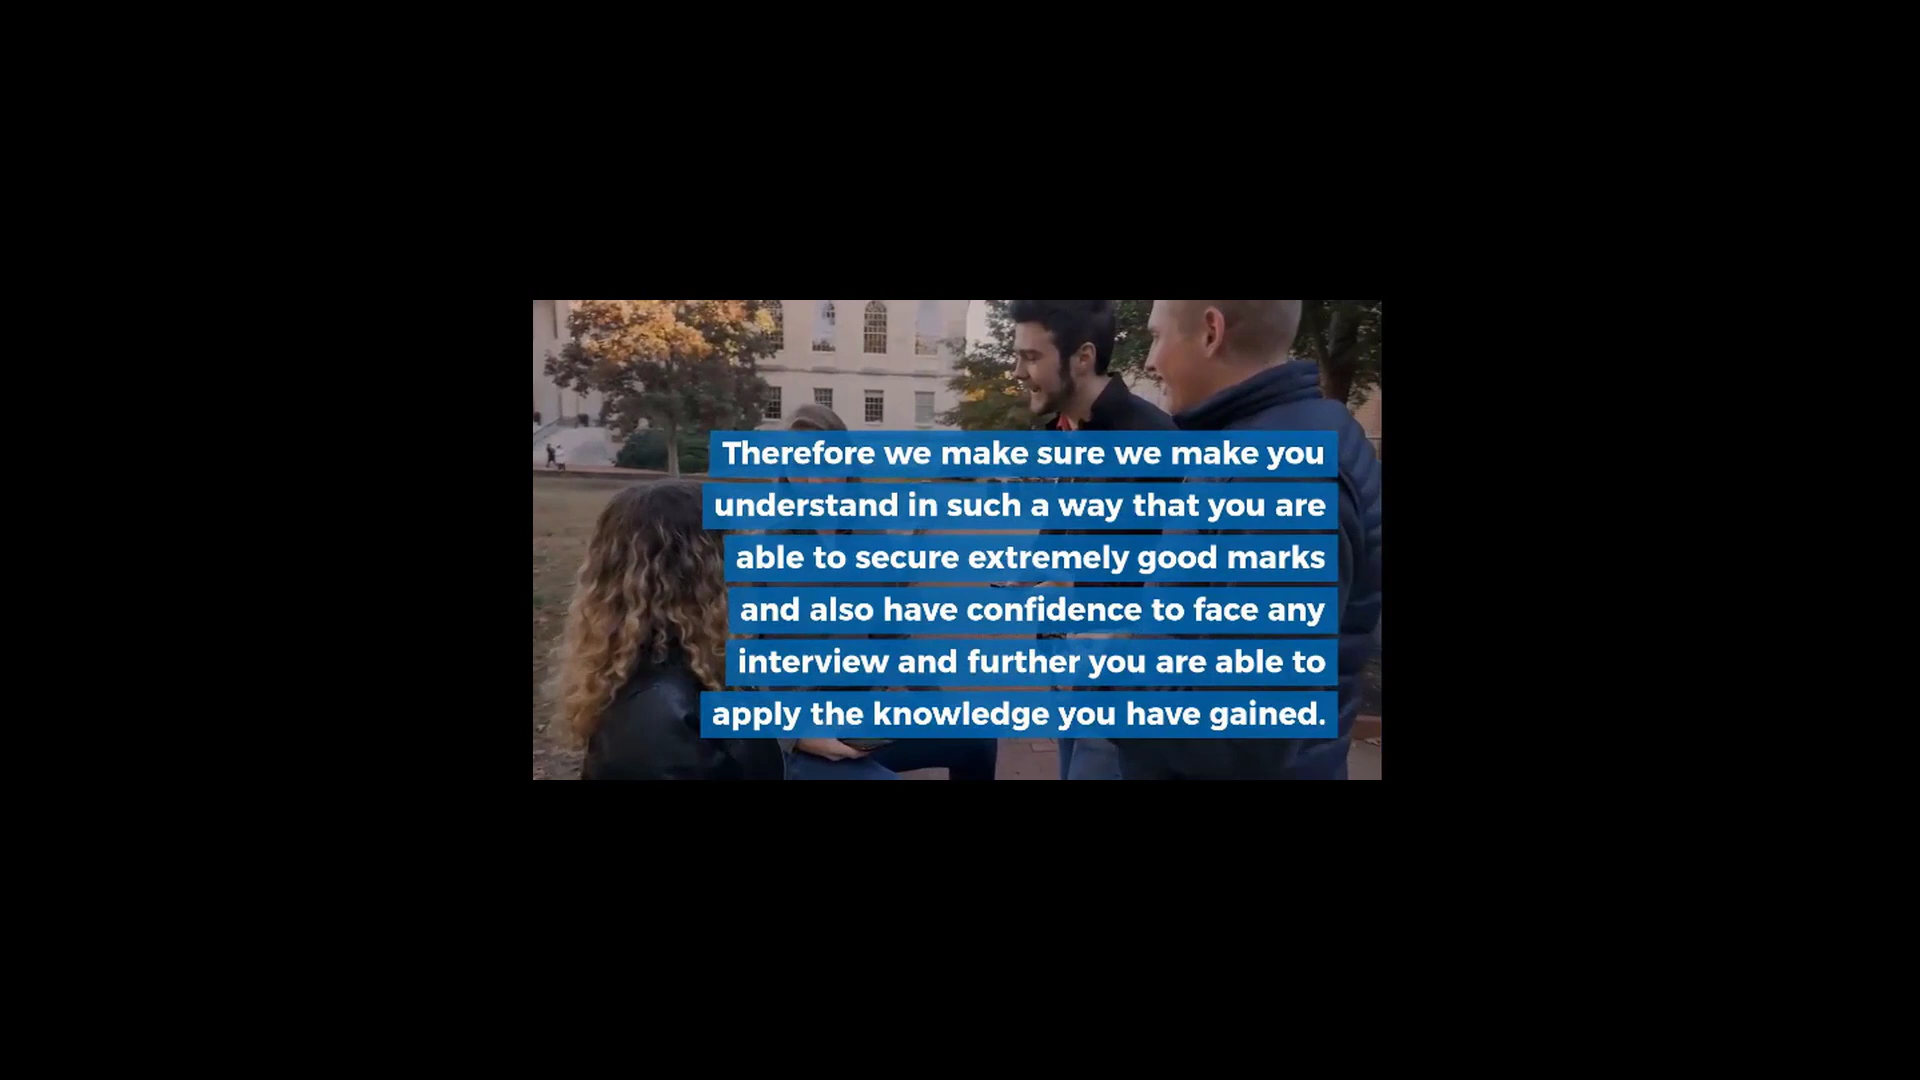 Therefore we make sure we make you
understand in such a way that you are
able to secure extremely good marks
and also have confidence to face any
interview and further you are able to
apply the knowledge you have gained.